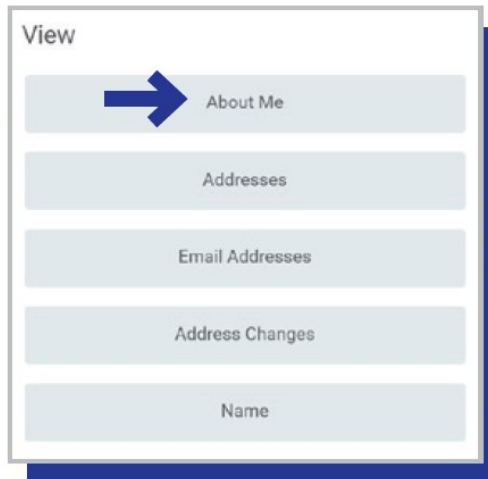 View
About Me
Addresses
Email Addresses
Address Changes
Name